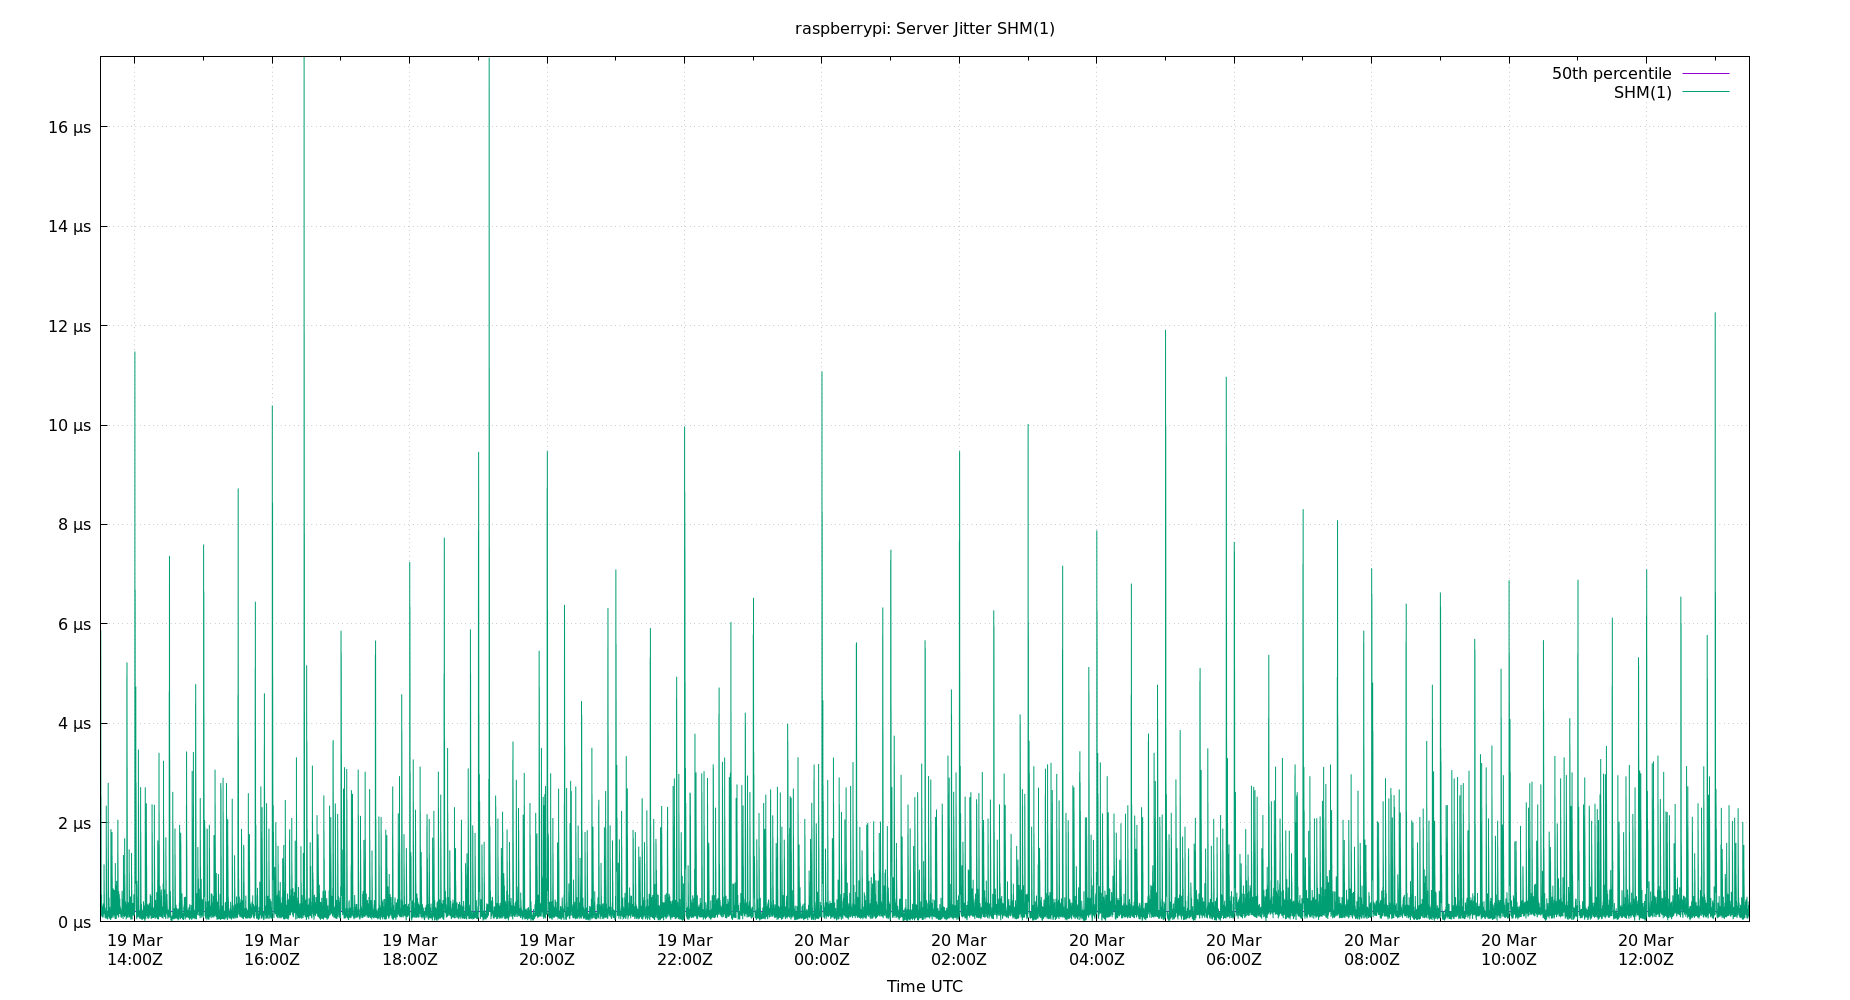 raspberrypi: Server Jitter SHM(1)
50th percentile
SHM(1)
16 µs
14 µs
12 µs
10 µs
8 µs
6 µs
4 µs
2 µs
0 µs
19 Mar 19 Mar 19 Mar 19 Mar 19 Mar 20 Mar 20 Mar 20 Mar 20 Mar 20 Mar 20 Mar 20 Mar
14:00Z 16:00Z 18:00Z 20:00Z 22:00Z 00:00Z 02:00Z 04:00Z 06:00Z 08:00Z 10:00Z 12:00Z
Time UTC